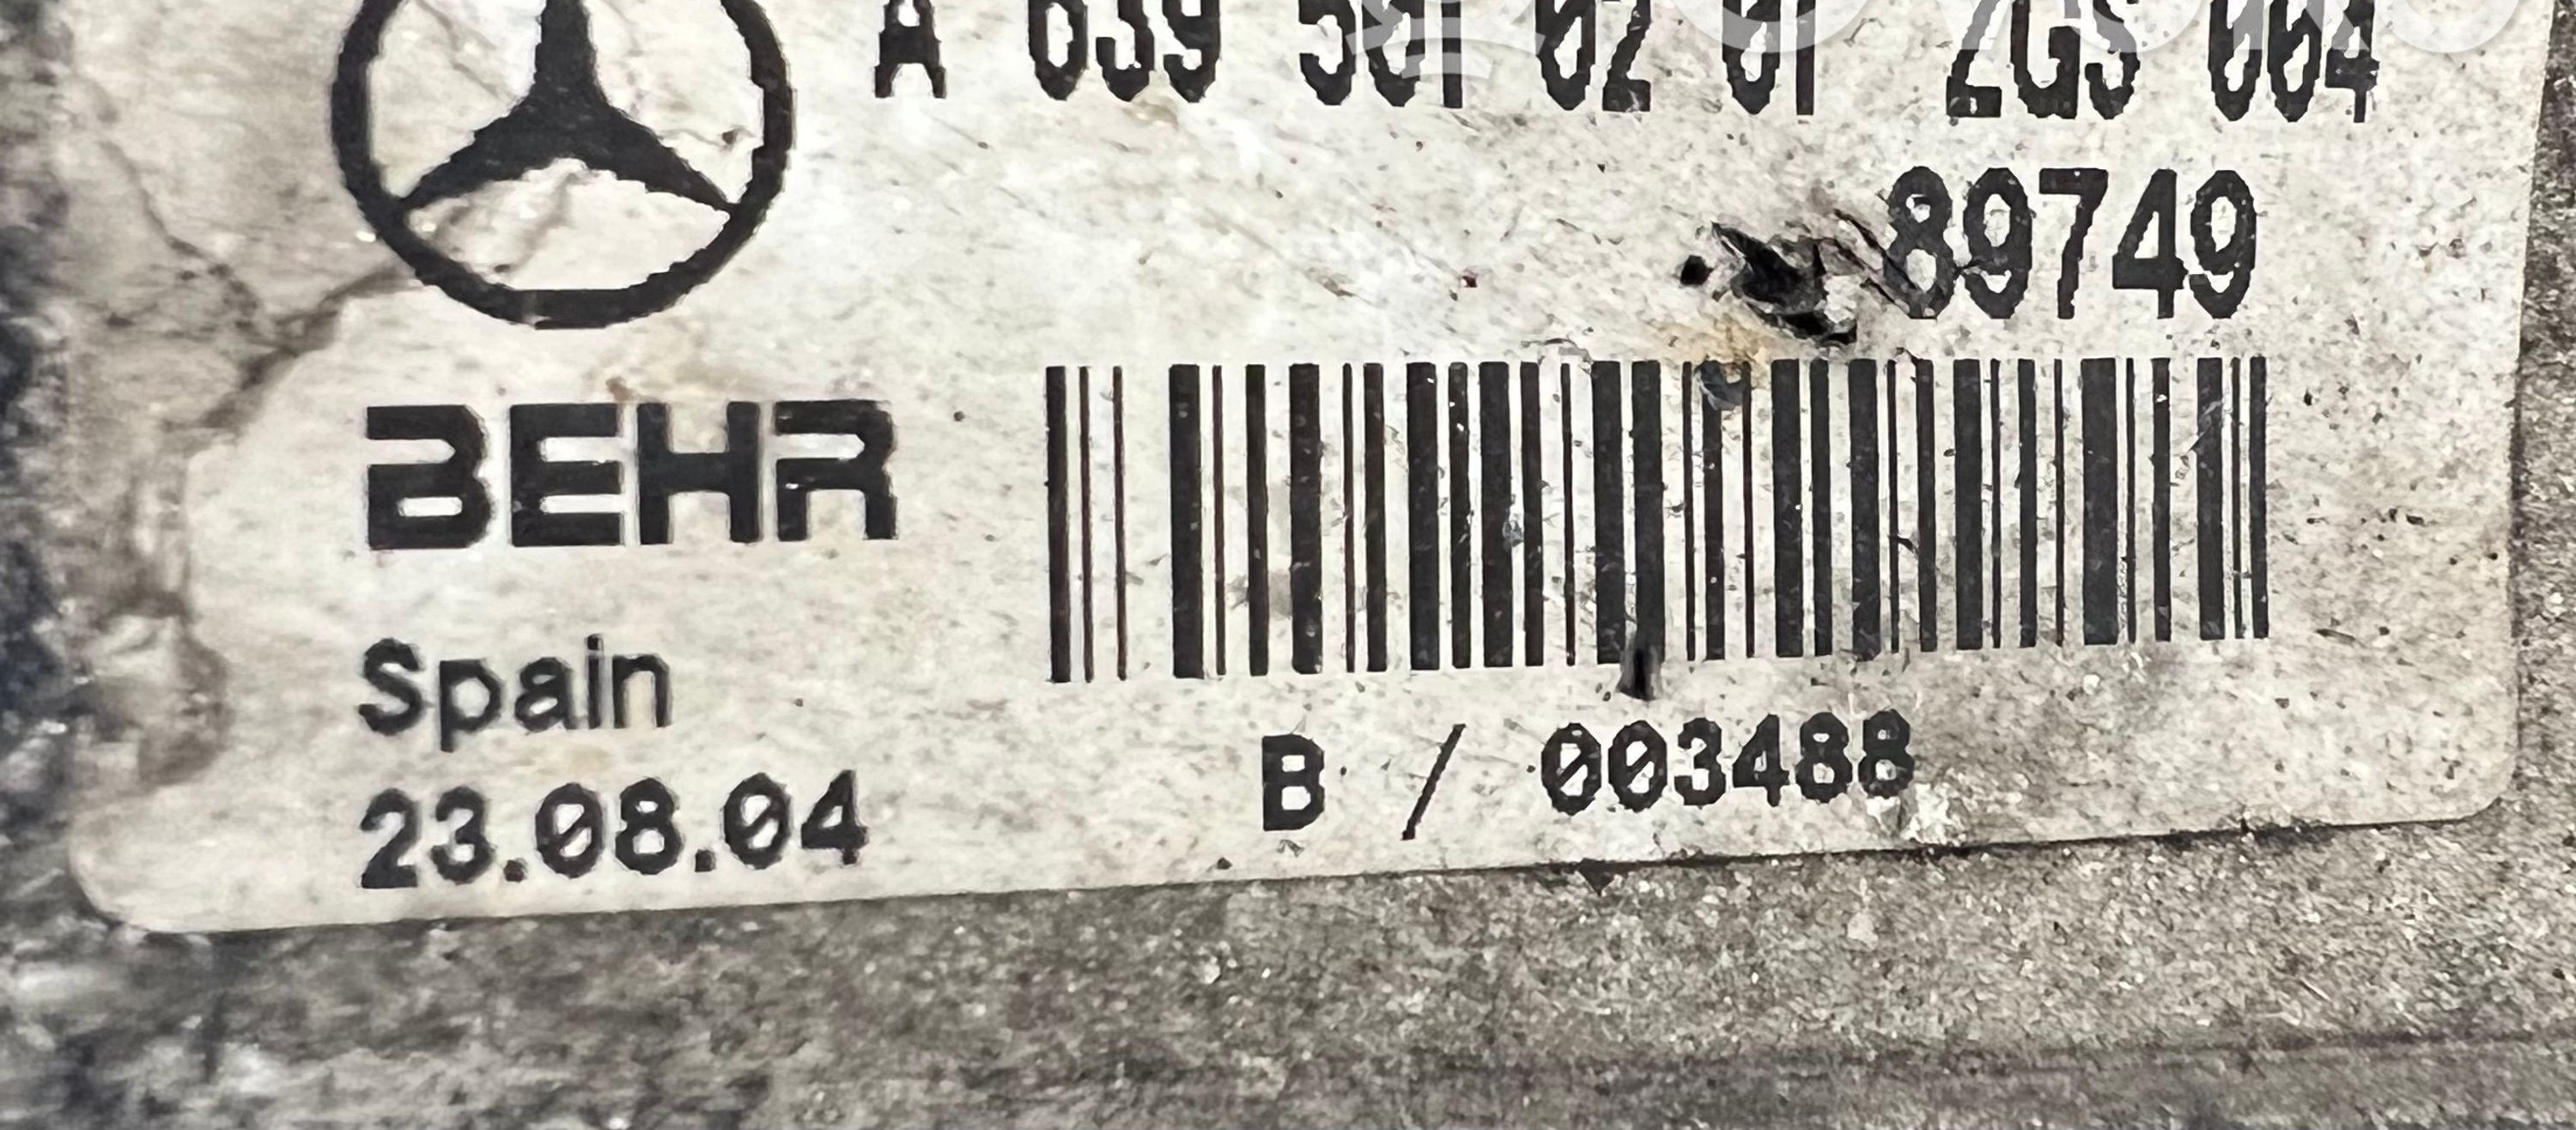 A 639 501 02 01 ZGS 004
89749
BEHR
Spain
23.08.04
B / 003488